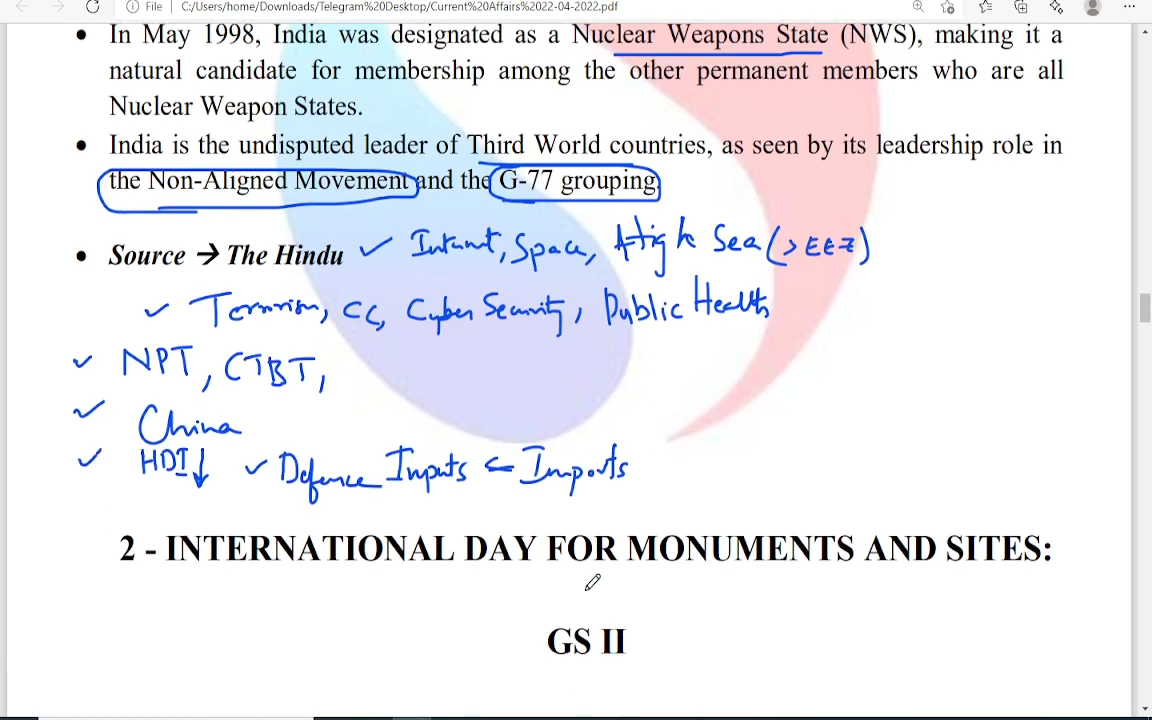 File | C:/Users/home/Downloads/Telegram%20Desktop/Current%20Affairs%2022-04-2022.pdf
• In May 1998, India was designated as a Nuclear Weapons State (NWS), making it a
natural candidate for membership among the other permanent members who are all
Nuclear Weapon States.
• India is the undisputed leader of Third World countries, as seen by its leadership role in
the Non-Aligned Movement and the G-77 grouping.
• Source → The Hindu ✓ Internet, Space, High Sea (>EEZ)
✓ Terrorism, CC, Cyber Security, Public Health
✓ NPT, CTBT,
✓ China
✓ HDI↓ ✓ Defence Inputs ← Imports
2 - INTERNATIONAL DAY FOR MONUMENTS AND SITES:
GS II